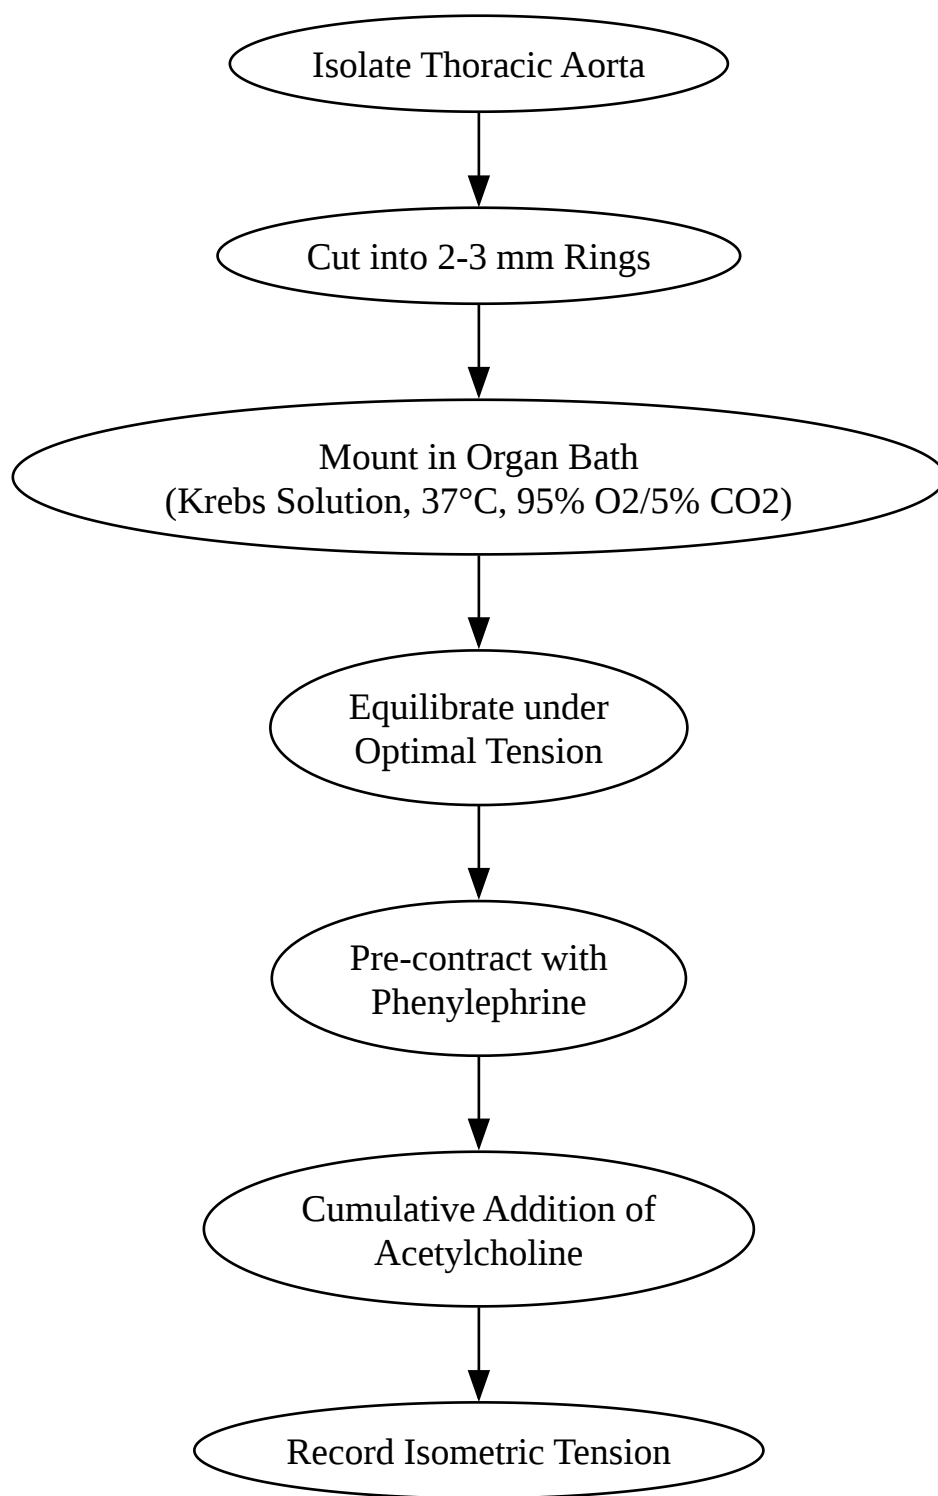 Isolate Thoracic Aorta
Cut into 2-3 mm Rings
Mount in Organ Bath
(Krebs Solution, 37°C, 95% O2/5% CO2)
Equilibrate under
Optimal Tension
Pre-contract with
Phenylephrine
Cumulative Addition of
Acetylcholine
Record Isometric Tension